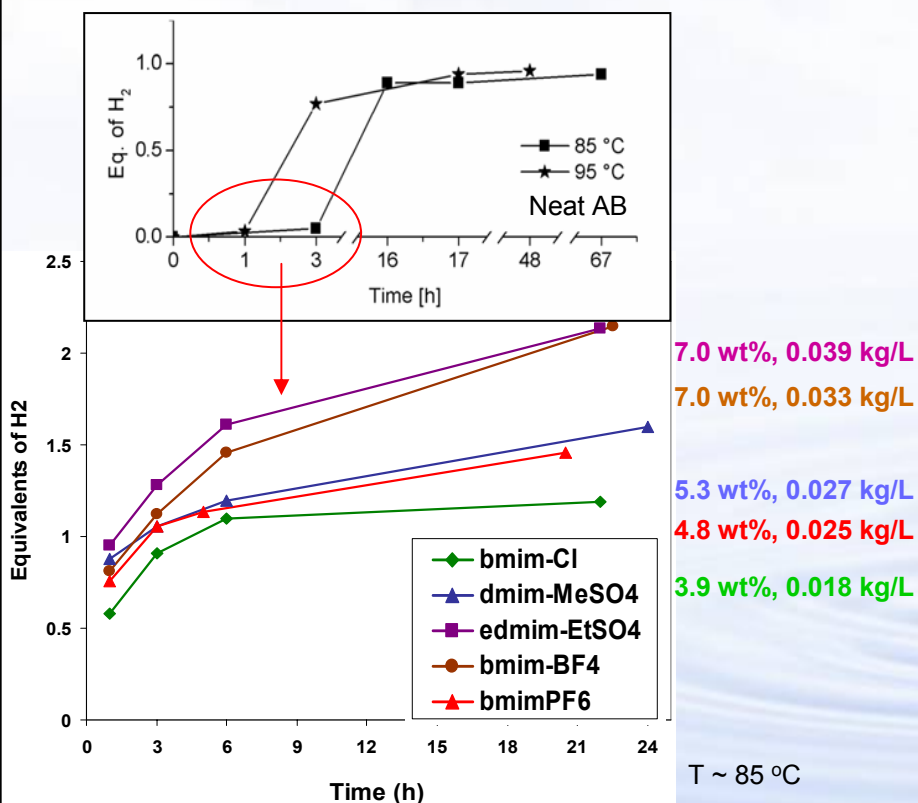 1.0
0.5
0.0
Eq. of H₂
85 °C
95 °C
Neat AB
0 1 3 16 17 48 67
Time [h]
2.5
2
1.5
1
0.5
0
Equivalents of H2
7.0 wt%, 0.039 kg/L
7.0 wt%, 0.033 kg/L
5.3 wt%, 0.027 kg/L
4.8 wt%, 0.025 kg/L
3.9 wt%, 0.018 kg/L
bmim-Cl
dmim-MeSO4
edmim-EtSO4
bmim-BF4
bmimPF6
0 3 6 9 12 15 18 21 24
Time (h)
T ~ 85 ºC